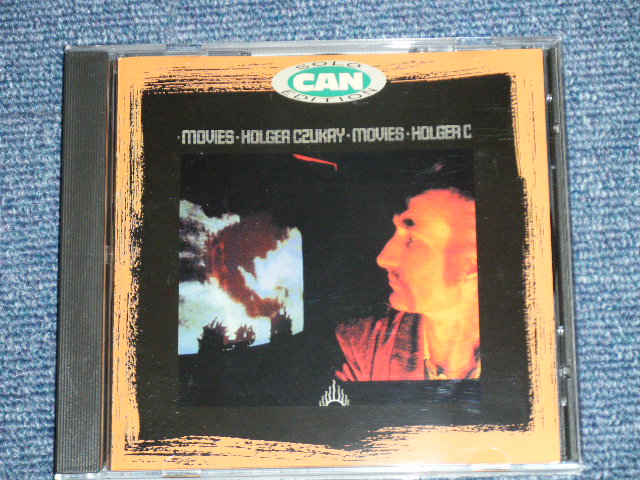 SOLO
CAN
EDITION
·MOVIES·HOLGER CZUKAY·MOVIES·HOLGER C